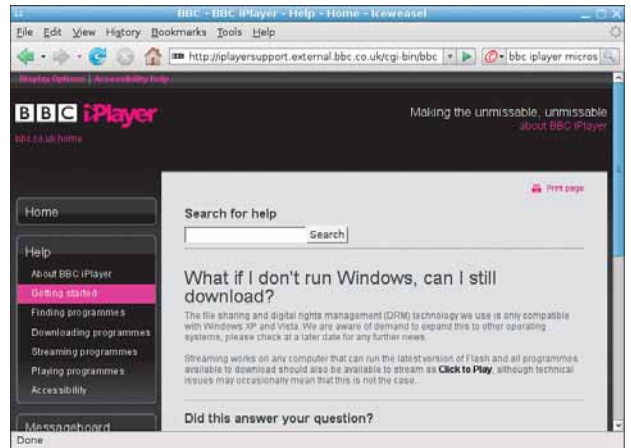 BBC - BBC iPlayer - Help - Home - Iceweasel
File Edit View History Bookmarks Tools Help
http://iplayersupport.external.bbc.co.uk/cgi-bin/bbc
bbc iplayer micros
Display Options | Accessibility help
BBC iPlayer
bbc.co.uk home
Making the unmissable, unmissable
about BBC iPlayer
Print page
Home
Help
About BBC iPlayer
Getting started
Finding programmes
Downloading programmes
Streaming programmes
Playing programmes
Accessibility
Messageboard
Search for help
Search
What if I don't run Windows, can I still
download?
The file sharing and digital rights management (DRM) technology we use is only compatible
with Windows XP and Vista. We are aware of demand to expand this to other operating
systems, please check at a later date for any further news.
Streaming works on any computer that can run the latest version of Flash and all programmes
available to download should also be available to stream as Click to Play, although technical
issues may occasionally mean that this is not the case.
Did this answer your question?
Done